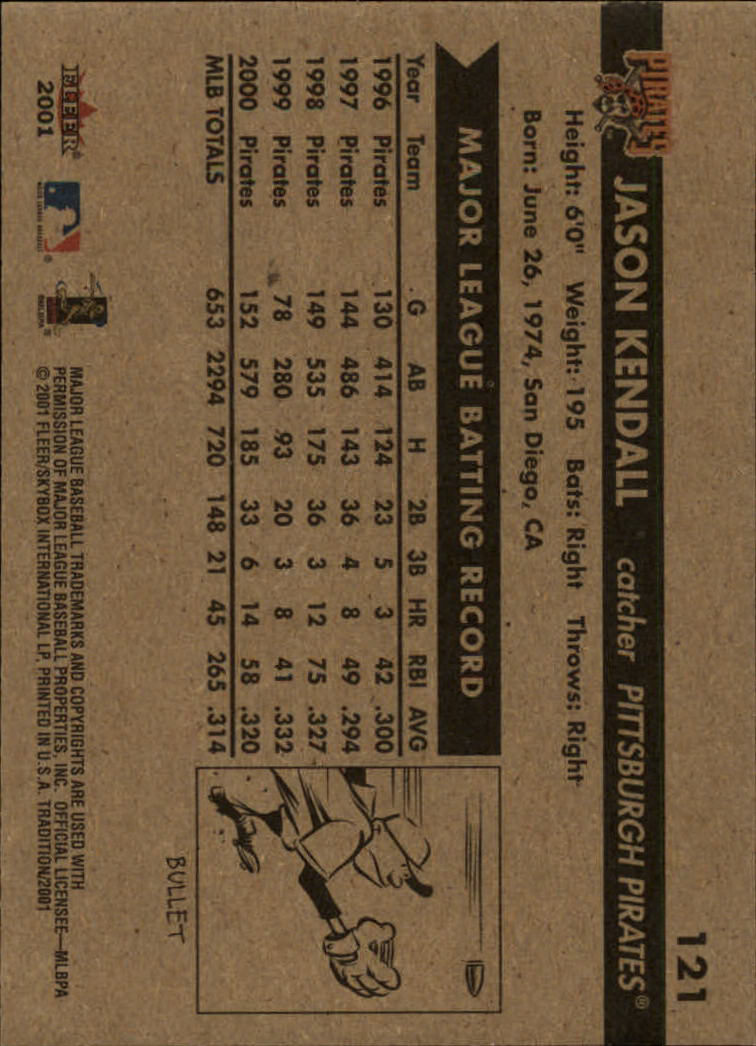 121
PIRATES JASON KENDALL catcher PITTSBURGH PIRATES®
Height: 6'0" Weight: 195 Bats: Right Throws: Right
Born: June 26, 1974, San Diego, CA
MAJOR LEAGUE BATTING RECORD
Year Team G AB H 2B 3B HR RBI AVG
1996 Pirates 130 414 124 23 5 3 42 .300
1997 Pirates 144 486 143 36 4 8 49 .294
1998 Pirates 149 535 175 36 3 12 75 .327
1999 Pirates 78 280 93 20 3 8 41 .332
2000 Pirates 152 579 185 33 6 14 58 .320
MLB TOTALS 653 2294 720 148 21 45 265 .314
BULLET
FLEER®
2001
MAJOR LEAGUE BASEBALL TRADEMARKS AND COPYRIGHTS ARE USED WITH
PERMISSION OF MAJOR LEAGUE BASEBALL PROPERTIES, INC. OFFICIAL LICENSEE—MLBPA
© 2001 FLEER/SKYBOX INTERNATIONAL LP. PRINTED IN U.S.A. TRADITION/2001